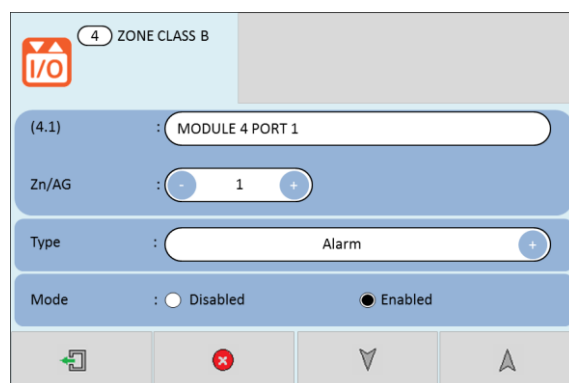 4 ZONE CLASS B
I/O
(4.1) : MODULE 4 PORT 1
Zn/AG : - 1 +
Type : Alarm +
Mode : Disabled Enabled